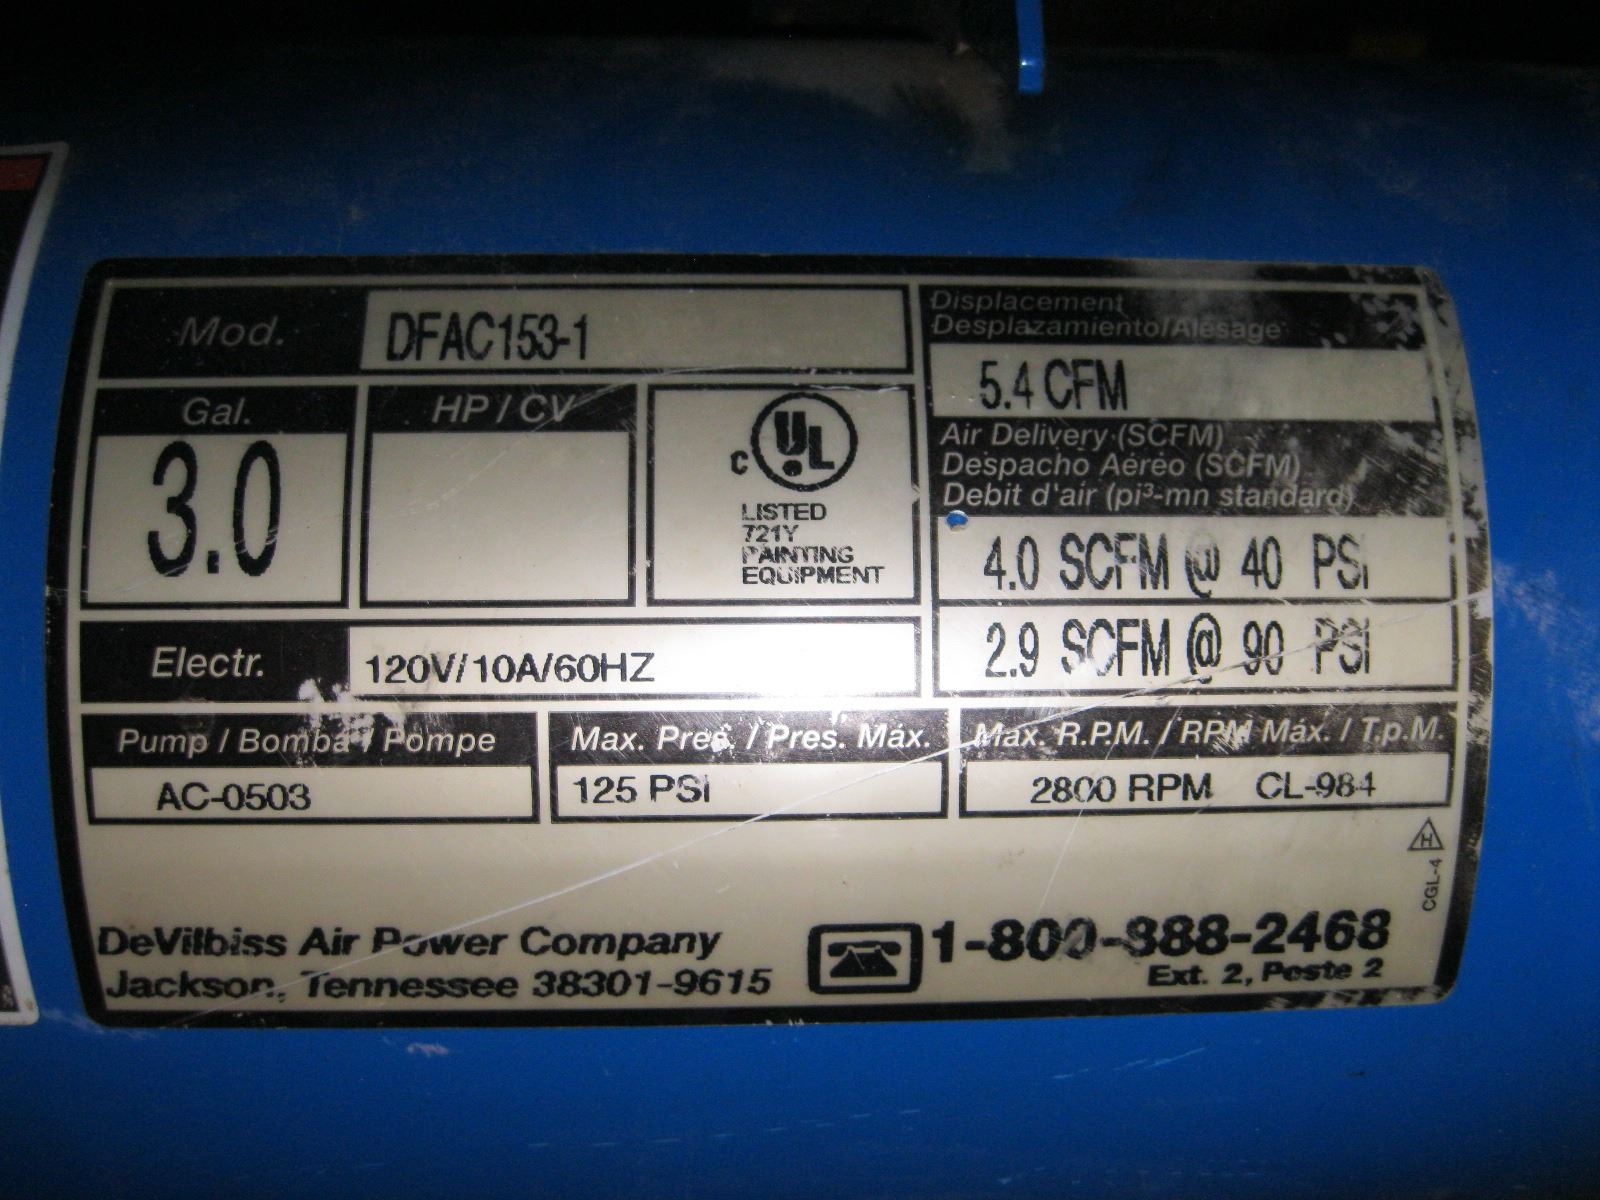 Mod. DFAC153-1
Gal.
3.0
HP / CV
C UL
LISTED
721Y
PAINTING
EQUIPMENT
Electr. 120V/10A/60HZ
Displacement
Desplazamiento/Alésage
5.4 CFM
Air Delivery (SCFM)
Despacho Aéreo (SCFM)
Debit d'air (pi³-mn standard)
4.0 SCFM @ 40 PSI
2.9 SCFM @ 90 PSI
Pump / Bomba / Pompe
AC-0503
Max. Pres. / Pres. Máx.
125 PSI
Max. R.P.M. / RPM Máx. / T.p.M.
2800 RPM CL-984
H
CGL-4
DeVilbiss Air Power Company
Jackson, Tennessee 38301-9615
1-800-888-2468
Ext. 2, Poste 2